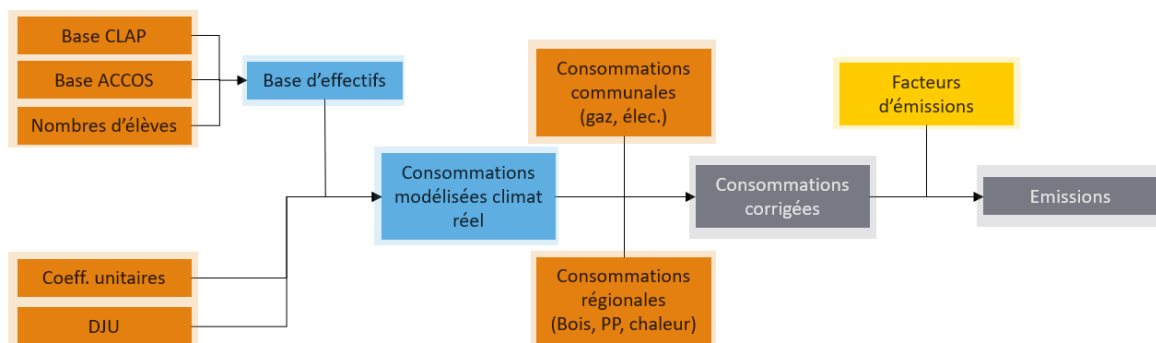 Base CLAP
Base ACCOS
Nombres d'élèves
Base d'effectifs
Coeff. unitaires
DJU
Consommations
modélisées climat
réel
Consommations
communales
(gaz, élec.)
Consommations
régionales
(Bois, PP, chaleur)
Consommations
corrigées
Facteurs
d'émissions
Emissions